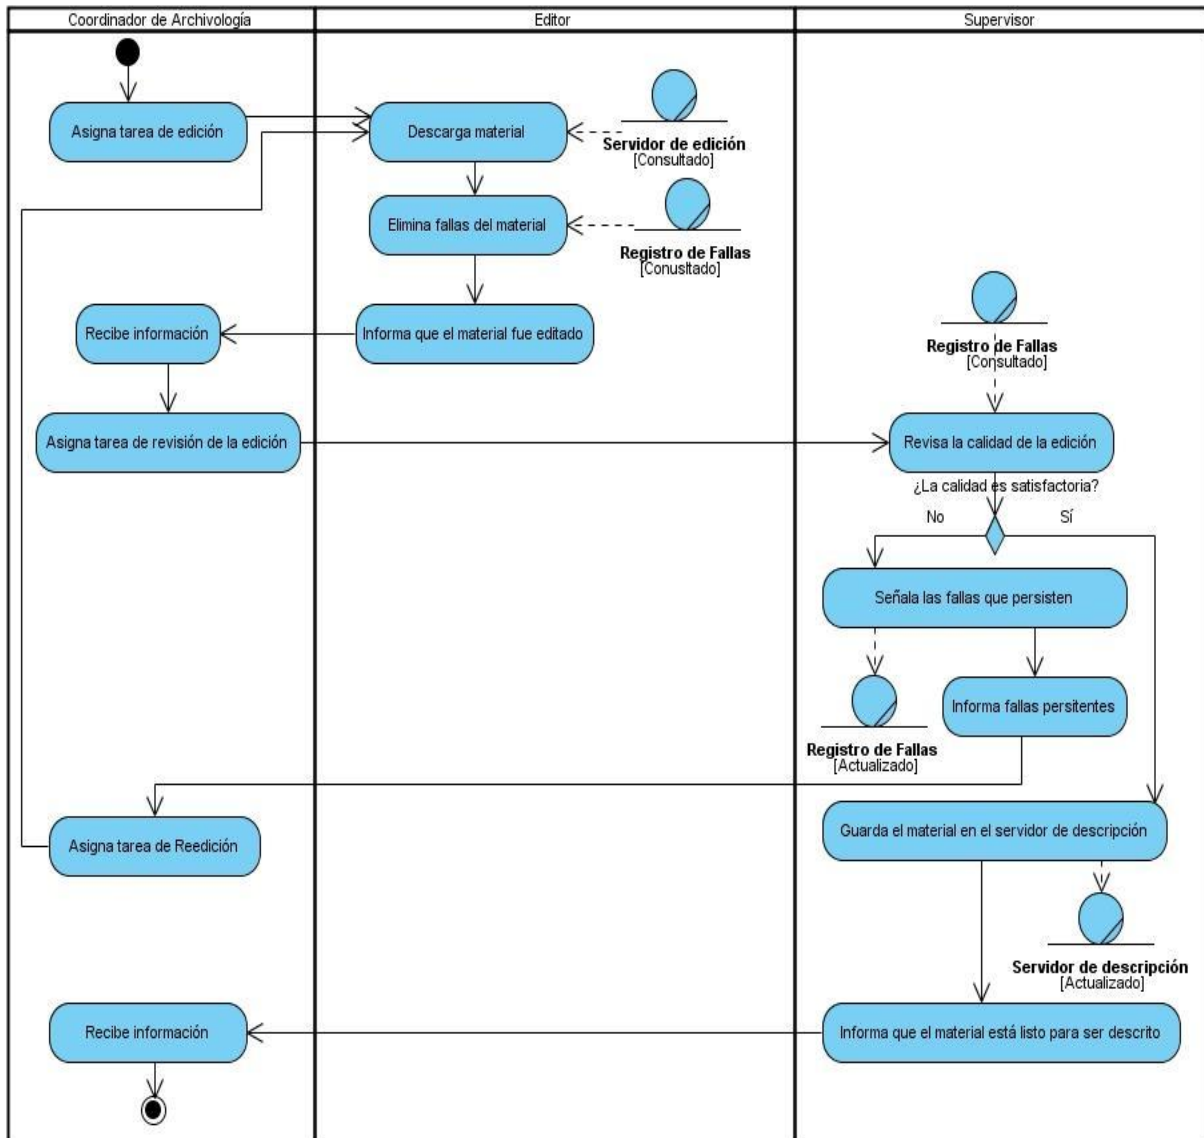 Coordinador de Archivología
Editor
Supervisor
Asigna tarea de edición
Descarga material
Servidor de edición
[Consultado]
Elimina fallas del material
Registro de Fallas
[Conusltado]
Recibe información
Informa que el material fue editado
Registro de Fallas
[Consultado]
Asigna tarea de revisión de la edición
Revisa la calidad de la edición
¿La calidad es satisfactoria?
No
Sí
Señala las fallas que persisten
Informa fallas persitentes
Registro de Fallas
[Actualizado]
Asigna tarea de Reedición
Guarda el material en el servidor de descripción
Servidor de descripción
[Actualizado]
Recibe información
Informa que el material está listo para ser descrito